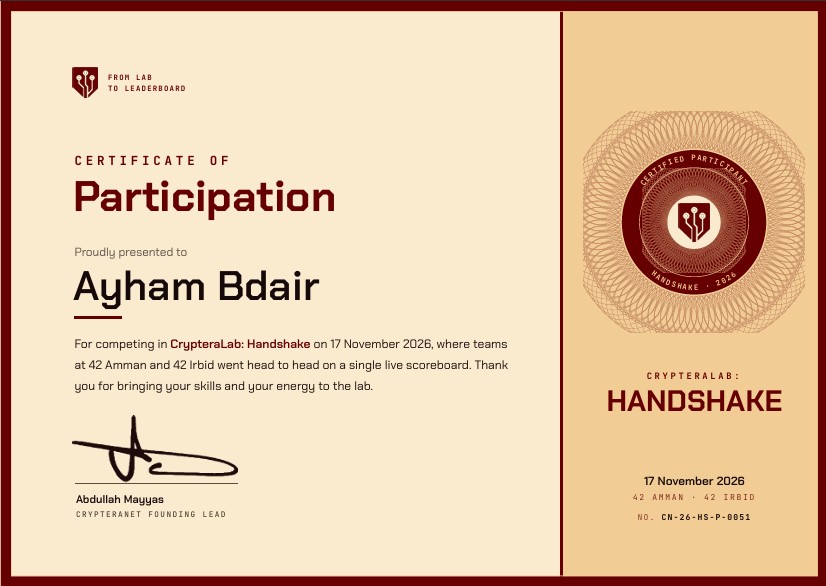 FROM LAB
TO LEADERBOARD
CERTIFICATE OF
Participation
Proudly presented to
Ayham Bdair
For competing in CrypteraLab: Handshake on 17 November 2026, where teams
at 42 Amman and 42 Irbid went head to head on a single live scoreboard. Thank
you for bringing your skills and your energy to the lab.
Abdullah Mayyas
CRYPTERANET FOUNDING LEAD
CERTIFIED PARTICIPANT
HANDSHAKE · 2026
CRYPTERALAB:
HANDSHAKE
17 November 2026
42 AMMAN · 42 IRBID
NO. CN-26-HS-P-0051